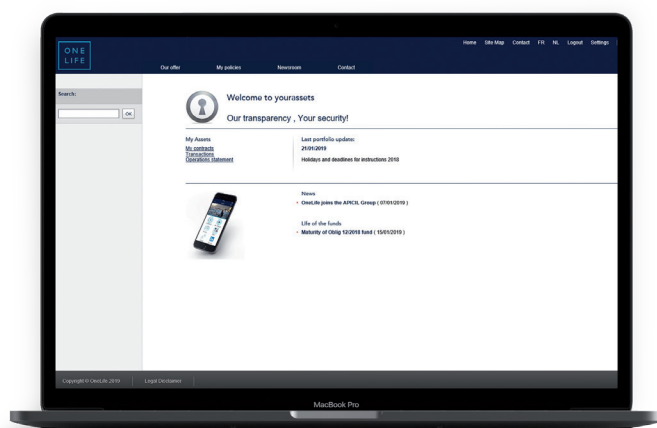 ONE
LIFE
Home Site Map Contact FR NL Logout Settings
Our offer My policies Newsroom Contact
Search:
OK
Welcome to yourassets
Our transparency , Your security!
My Assets
My contracts
Transactions
Operations statement
Last portfolio update:
21/01/2019
Holidays and deadlines for instructions 2018
News
OneLife joins the APICIL Group ( 07/01/2019 )
Life of the funds
Maturity of Oblig 12/2018 fund ( 15/01/2019 )
Copyright © OneLife 2019 Legal Disclaimer
MacBook Pro